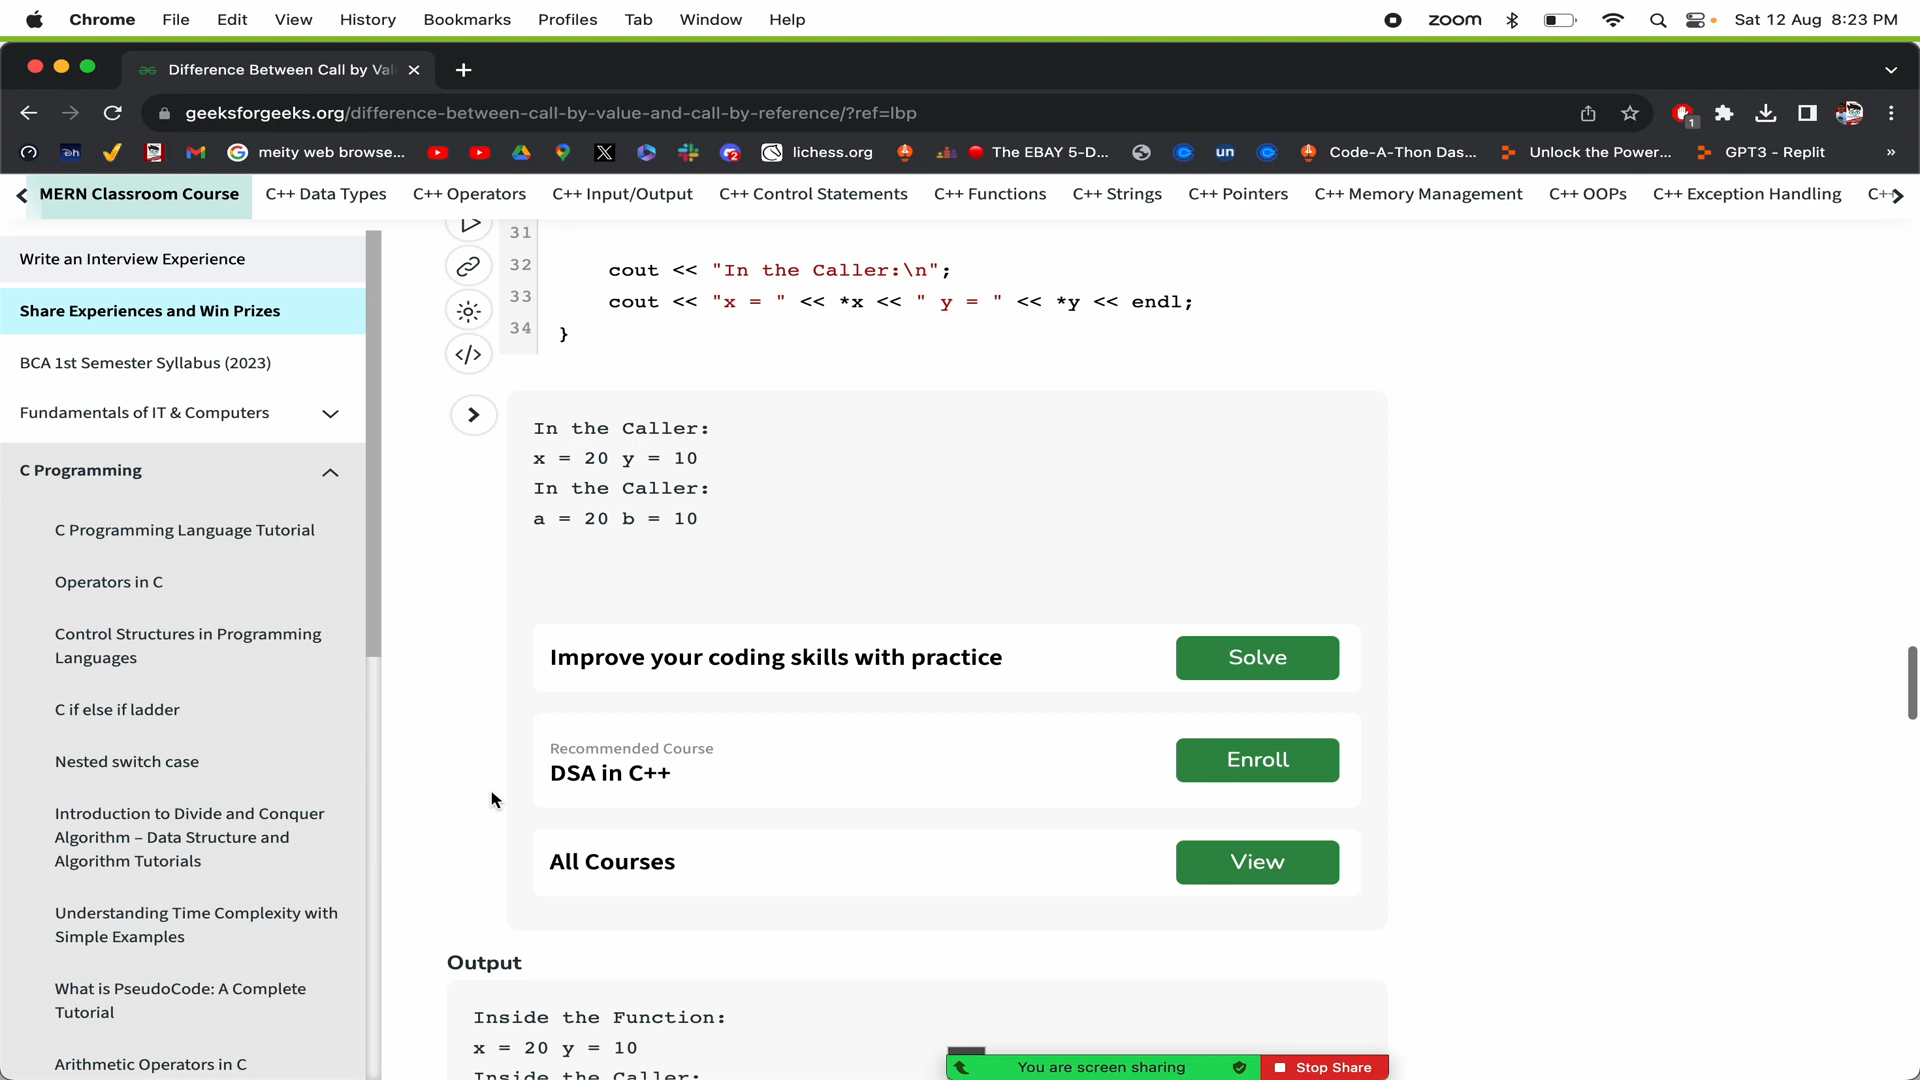 Chrome File Edit View History Bookmarks Profiles Tab Window Help zoom Sat 12 Aug 8:23 PM
Difference Between Call by Val
geeksforgeeks.org/difference-between-call-by-value-and-call-by-reference/?ref=lbp
meity web browse... lichess.org The EBAY 5-D... un Code-A-Thon Das... Unlock the Power... GPT3 - Replit »
MERN Classroom Course C++ Data Types C++ Operators C++ Input/Output C++ Control Statements C++ Functions C++ Strings C++ Pointers C++ Memory Management C++ OOPs C++ Exception Handling C++
Write an Interview Experience
Share Experiences and Win Prizes
BCA 1st Semester Syllabus (2023)
Fundamentals of IT & Computers
C Programming
C Programming Language Tutorial
Operators in C
Control Structures in Programming
Languages
C if else if ladder
Nested switch case
Introduction to Divide and Conquer
Algorithm – Data Structure and
Algorithm Tutorials
Understanding Time Complexity with
Simple Examples
What is PseudoCode: A Complete
Tutorial
Arithmetic Operators in C
31
32 cout << "In the Caller:\n";
33 cout << "x = " << *x << " y = " << *y << endl;
34 }
</>
In the Caller:
x = 20 y = 10
In the Caller:
a = 20 b = 10
Improve your coding skills with practice Solve
Recommended Course
DSA in C++ Enroll
All Courses View
Output
Inside the Function:
x = 20 y = 10
Inside the Caller:
You are screen sharing Stop Share